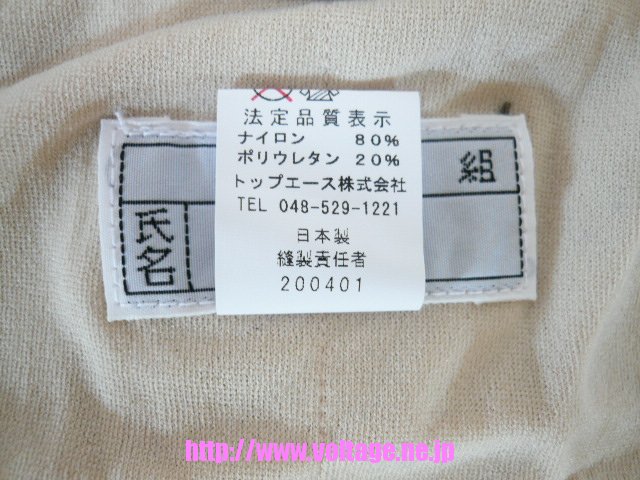 法定品質表示
ナイロン 80%
ポリウレタン 20%
トップエース株式会社
TEL 048-529-1221
日本製
縫製責任者
200401
組
氏名
http://www.voltage.ne.jp